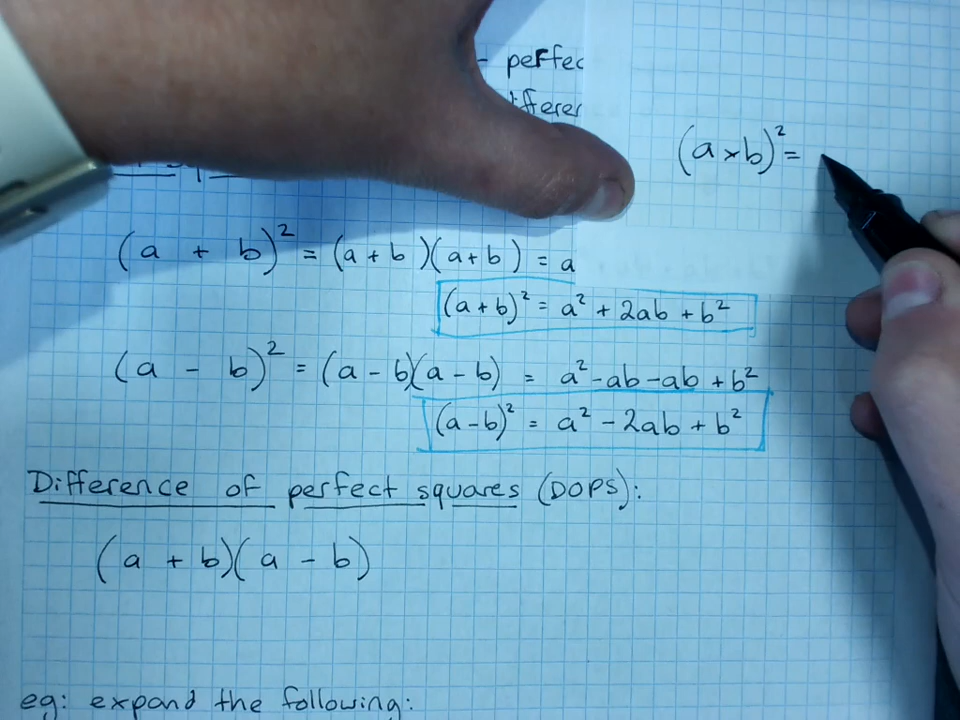 - perfec
ifferen
(a × b)² =
(a + b)² = (a + b)(a + b) = a
(a + b)² = a² + 2ab + b²
(a - b)² = (a - b)(a - b) = a² - ab - ab + b²
(a - b)² = a² - 2ab + b²
Difference of perfect squares (DOPS):
(a + b)(a - b)
eg: expand the following: